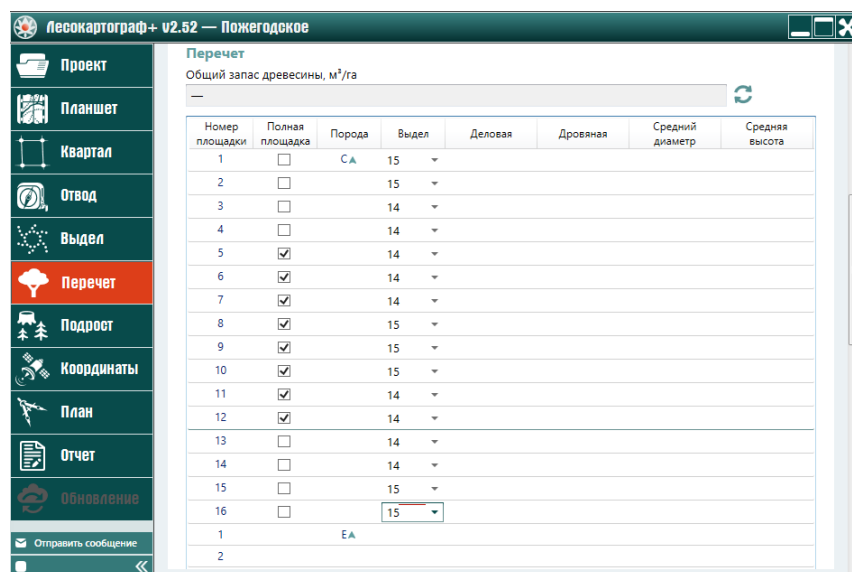 Лесокартограф+ v2.52 — Пожегодское
Проект
Планшет
Квартал
Отвод
Выдел
Перечет
Подрост
Координаты
План
Отчет
Обновление
Отправить сообщение
Перечет
Общий запас древесины, м³/га
—
Номер площадки Полная площадка Порода Выдел Деловая Дровяная Средний диаметр Средняя высота
1 С 15
2 15
3 14
4 14
5 14
6 14
7 14
8 15
9 15
10 15
11 14
12 14
13 14
14 14
15 15
16 15
1 Е
2